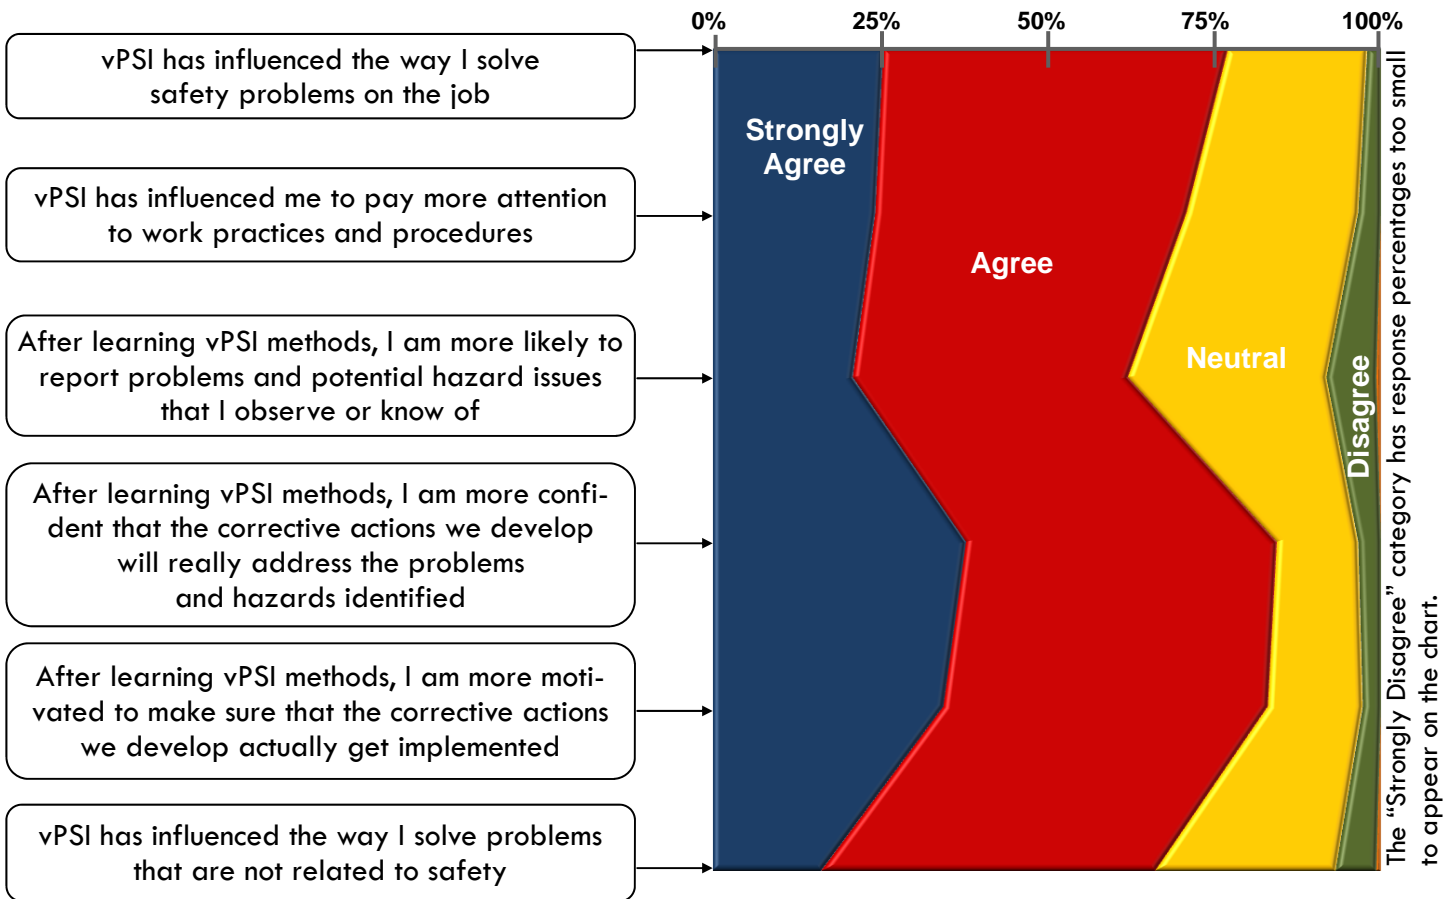 0% 25% 50% 75% 100%
vPSI has influenced the way I solve
safety problems on the job
vPSI has influenced me to pay more attention
to work practices and procedures
After learning vPSI methods, I am more likely to
report problems and potential hazard issues
that I observe or know of
After learning vPSI methods, I am more confi-
dent that the corrective actions we develop
will really address the problems
and hazards identified
After learning vPSI methods, I am more moti-
vated to make sure that the corrective actions
we develop actually get implemented
vPSI has influenced the way I solve problems
that are not related to safety
Strongly
Agree
Agree
Neutral
Disagree
The “Strongly Disagree” category has response percentages too small
to appear on the chart.